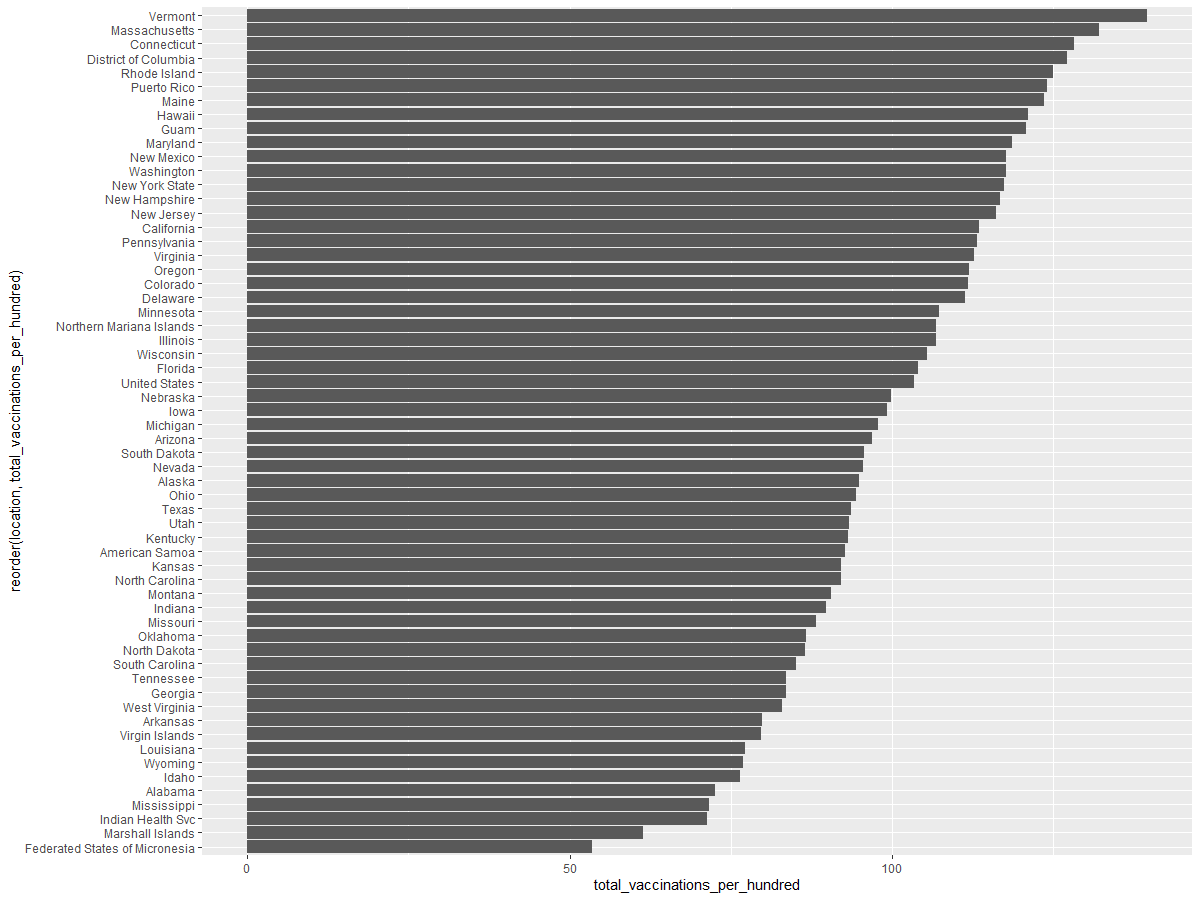 Vermont
Massachusetts
Connecticut
District of Columbia
Rhode Island
Puerto Rico
Maine
Hawaii
Guam
Maryland
New Mexico
Washington
New York State
New Hampshire
New Jersey
California
Pennsylvania
Virginia
Oregon
Colorado
Delaware
Minnesota
Northern Mariana Islands
Illinois
Wisconsin
Florida
United States
Nebraska
Iowa
Michigan
Arizona
South Dakota
Nevada
Alaska
Ohio
Texas
Utah
Kentucky
American Samoa
Kansas
North Carolina
Montana
Indiana
Missouri
Oklahoma
North Dakota
South Carolina
Tennessee
Georgia
West Virginia
Arkansas
Virgin Islands
Louisiana
Wyoming
Idaho
Alabama
Mississippi
Indian Health Svc
Marshall Islands
Federated States of Micronesia
reorder(location, total_vaccinations_per_hundred)
0 50 100
total_vaccinations_per_hundred